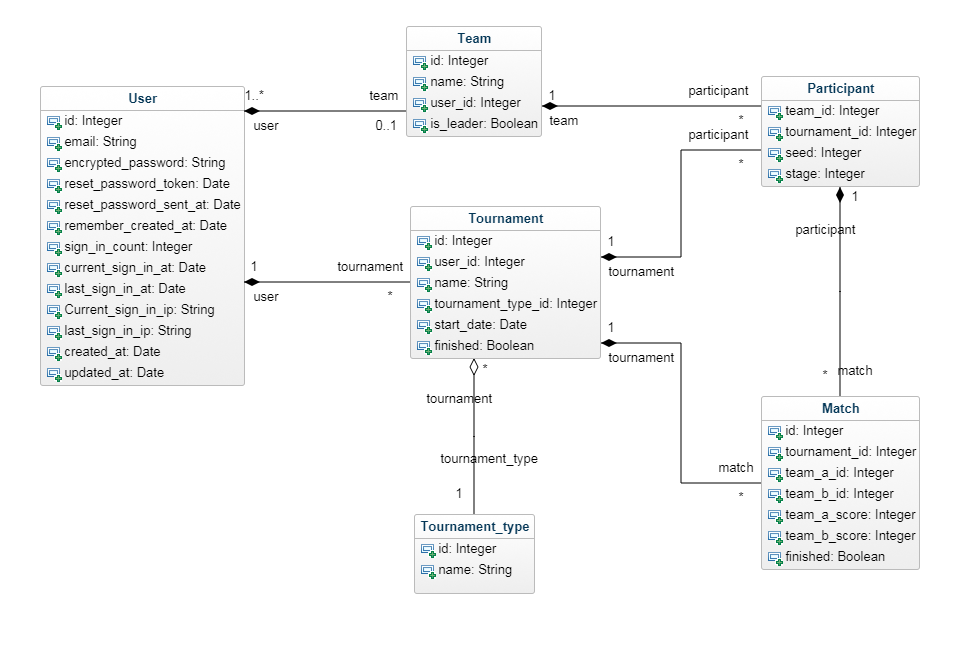 Team
id: Integer
name: String
user_id: Integer
is_leader: Boolean
User
id: Integer
email: String
encrypted_password: String
reset_password_token: Date
reset_password_sent_at: Date
remember_created_at: Date
sign_in_count: Integer
current_sign_in_at: Date
last_sign_in_at: Date
Current_sign_in_ip: String
last_sign_in_ip: String
created_at: Date
updated_at: Date
1..*
user
team
0..1
1
team
participant
*
participant
*
Participant
team_id: Integer
tournament_id: Integer
seed: Integer
stage: Integer
1
user
tournament
*
Tournament
id: Integer
user_id: Integer
name: String
tournament_type_id: Integer
start_date: Date
finished: Boolean
1
tournament
1
tournament
1
participant
* match
match
*
*
tournament
tournament_type
1
Tournament_type
id: Integer
name: String
Match
id: Integer
tournament_id: Integer
team_a_id: Integer
team_b_id: Integer
team_a_score: Integer
team_b_score: Integer
finished: Boolean